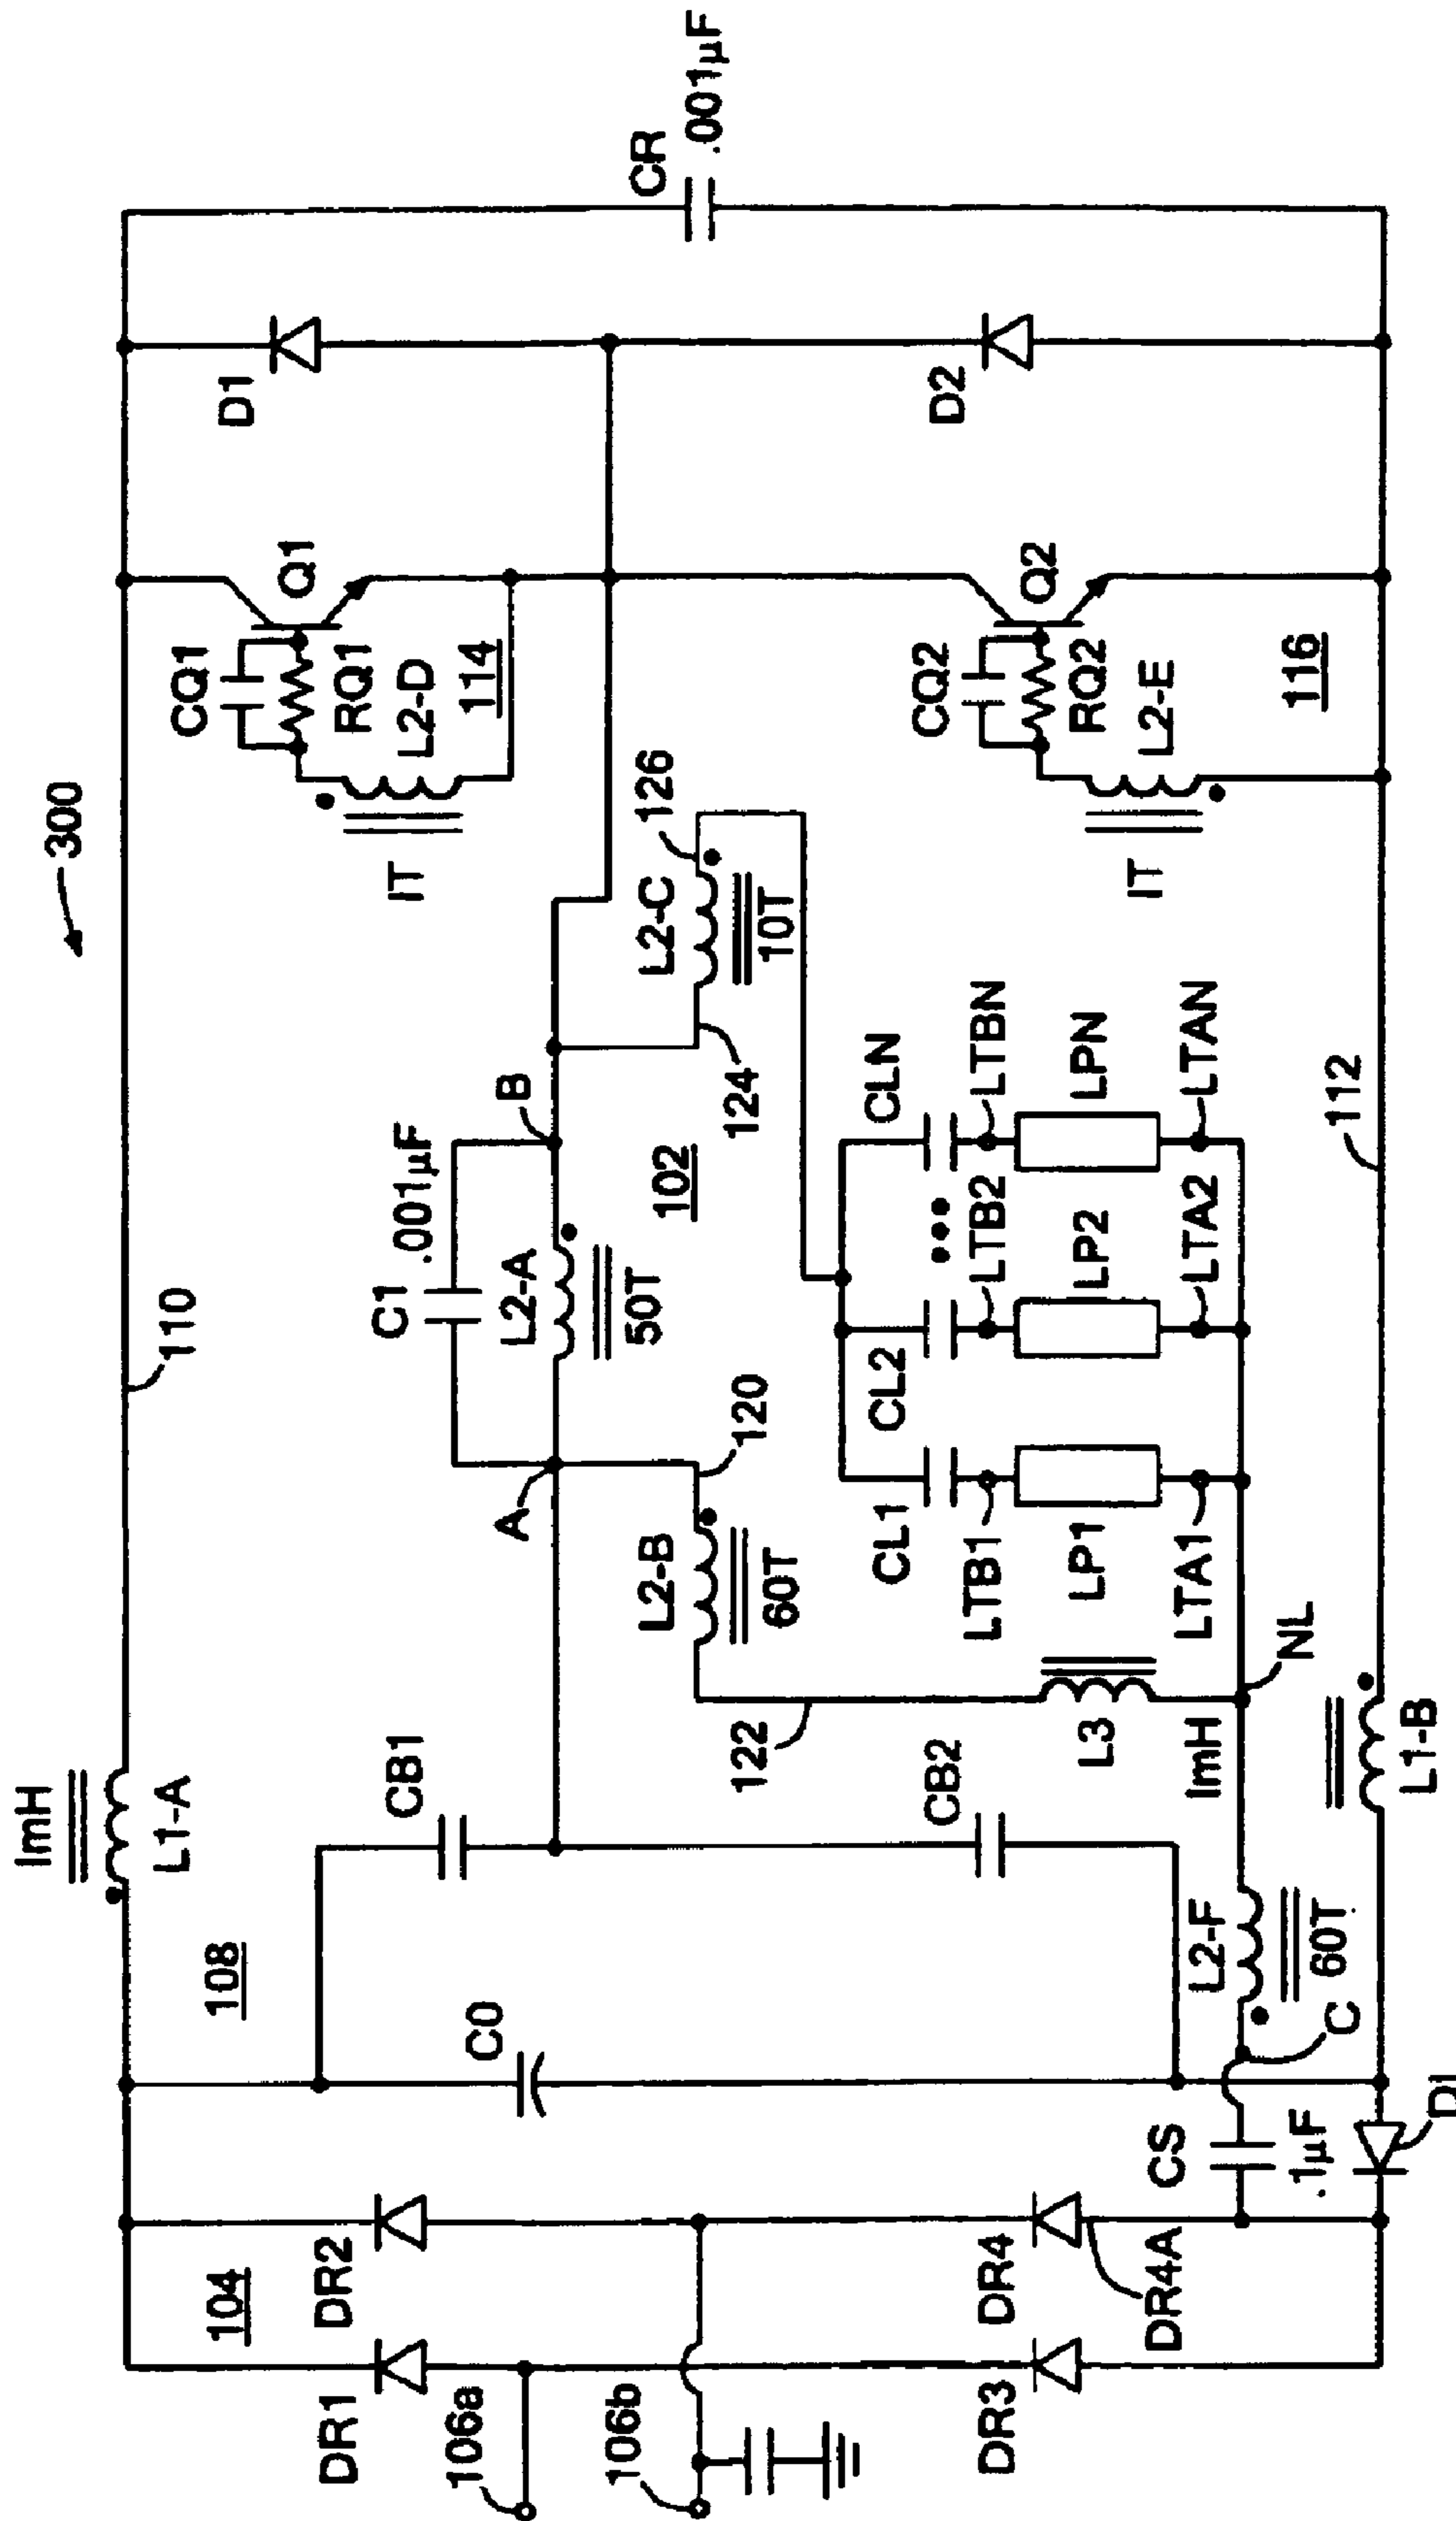 ImH
300
L1-A
110
CQ1
104
108
D1
Q1
DR1
DR2
RQ1
CB1
C1
.001µF
L2-D
IT
114
106a
C0
A
B
L2-A
50T
106b
L2-B
120
102
L2-C
126
CR
.001µF
60T
122
124
10T
CL1
CL2
CLN
CQ2
D2
CB2
LTB1
LTB2
LTBN
DR3
DR4
Q2
L3
LP1
LP2
LPN
RQ2
DR4A
CS
L2-F
ImH
LTA1
LTA2
LTAN
IT
L2-E
.1µF
60T
NL
116
C
112
L1-B
DI